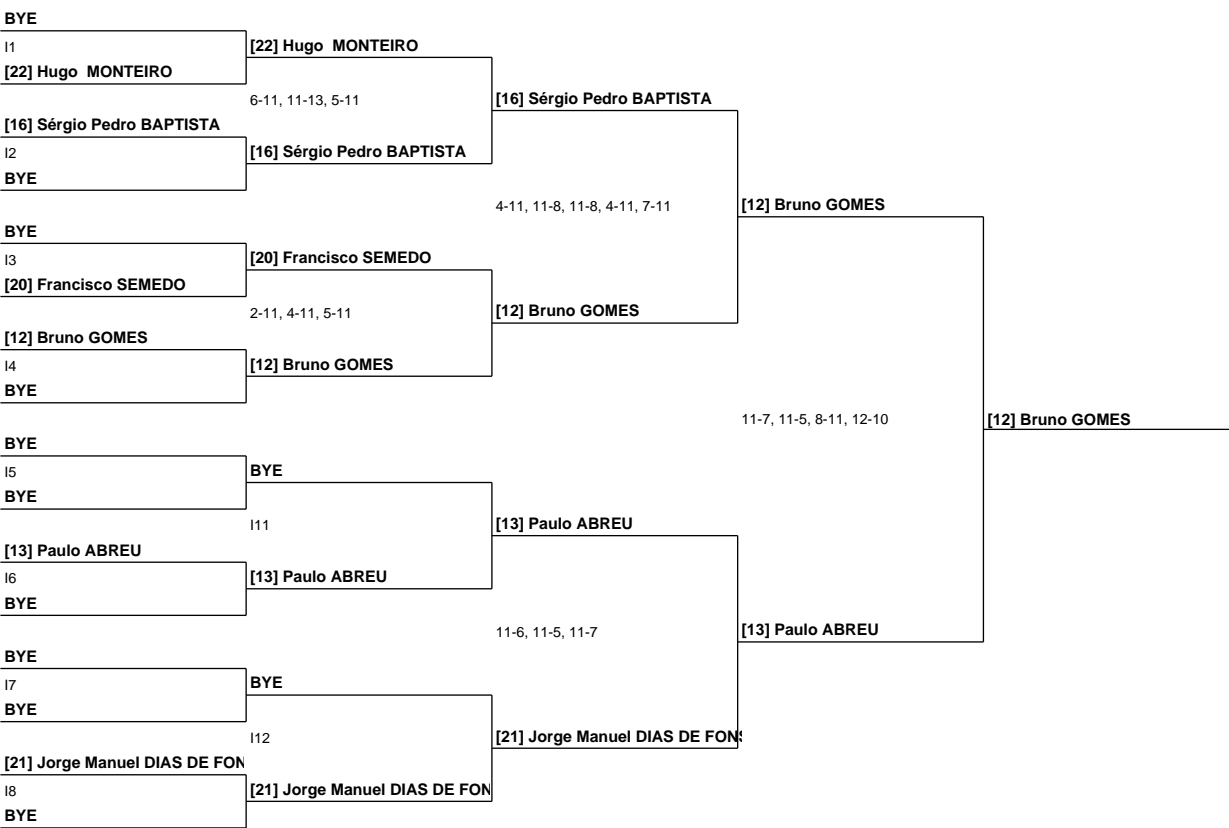 BYE
I1
[22] Hugo MONTEIRO
[22] Hugo MONTEIRO
6-11, 11-13, 5-11
[16] Sérgio Pedro BAPTISTA
[16] Sérgio Pedro BAPTISTA
I2
[16] Sérgio Pedro BAPTISTA
BYE
4-11, 11-8, 11-8, 4-11, 7-11
[12] Bruno GOMES
BYE
I3
[20] Francisco SEMEDO
[20] Francisco SEMEDO
2-11, 4-11, 5-11
[12] Bruno GOMES
[12] Bruno GOMES
I4
[12] Bruno GOMES
BYE
11-7, 11-5, 8-11, 12-10
[12] Bruno GOMES
BYE
I5
BYE
BYE
I11
[13] Paulo ABREU
[13] Paulo ABREU
I6
[13] Paulo ABREU
BYE
11-6, 11-5, 11-7
[13] Paulo ABREU
BYE
I7
BYE
BYE
I12
[21] Jorge Manuel DIAS DE FONS
[21] Jorge Manuel DIAS DE FON
I8
[21] Jorge Manuel DIAS DE FON
BYE